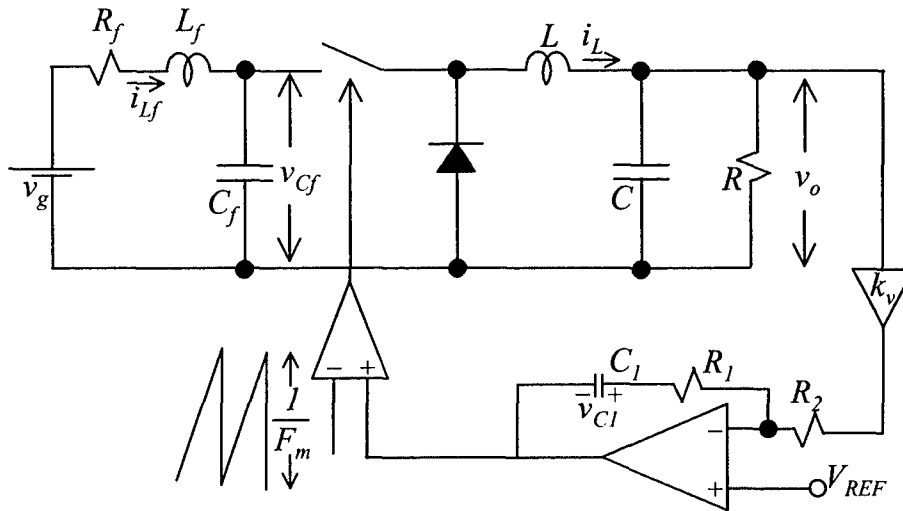 R_f
L_f
L
i_L
i_Lf
v_g
C_f
v_Cf
C
R
v_o
k_v
1
F_m
− +
C_1
R_1
− +
v_C1
R_2
−
+
V_REF